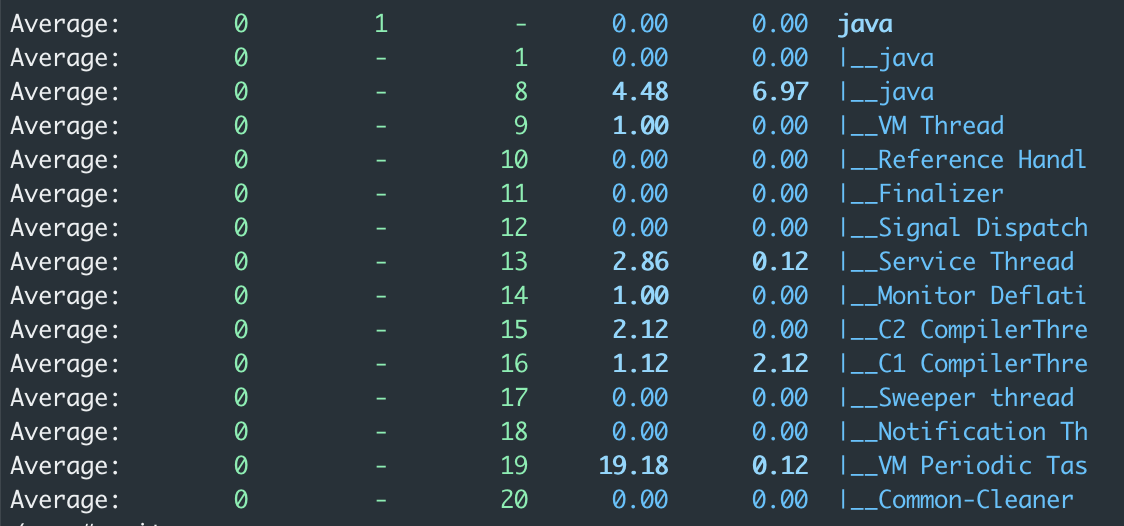 Average: 0 1 - 0.00 0.00 java
Average: 0 - 1 0.00 0.00 |__java
Average: 0 - 8 4.48 6.97 |__java
Average: 0 - 9 1.00 0.00 |__VM Thread
Average: 0 - 10 0.00 0.00 |__Reference Handl
Average: 0 - 11 0.00 0.00 |__Finalizer
Average: 0 - 12 0.00 0.00 |__Signal Dispatch
Average: 0 - 13 2.86 0.12 |__Service Thread
Average: 0 - 14 1.00 0.00 |__Monitor Deflati
Average: 0 - 15 2.12 0.00 |__C2 CompilerThre
Average: 0 - 16 1.12 2.12 |__C1 CompilerThre
Average: 0 - 17 0.00 0.00 |__Sweeper thread
Average: 0 - 18 0.00 0.00 |__Notification Th
Average: 0 - 19 19.18 0.12 |__VM Periodic Tas
Average: 0 - 20 0.00 0.00 |__Common-Cleaner